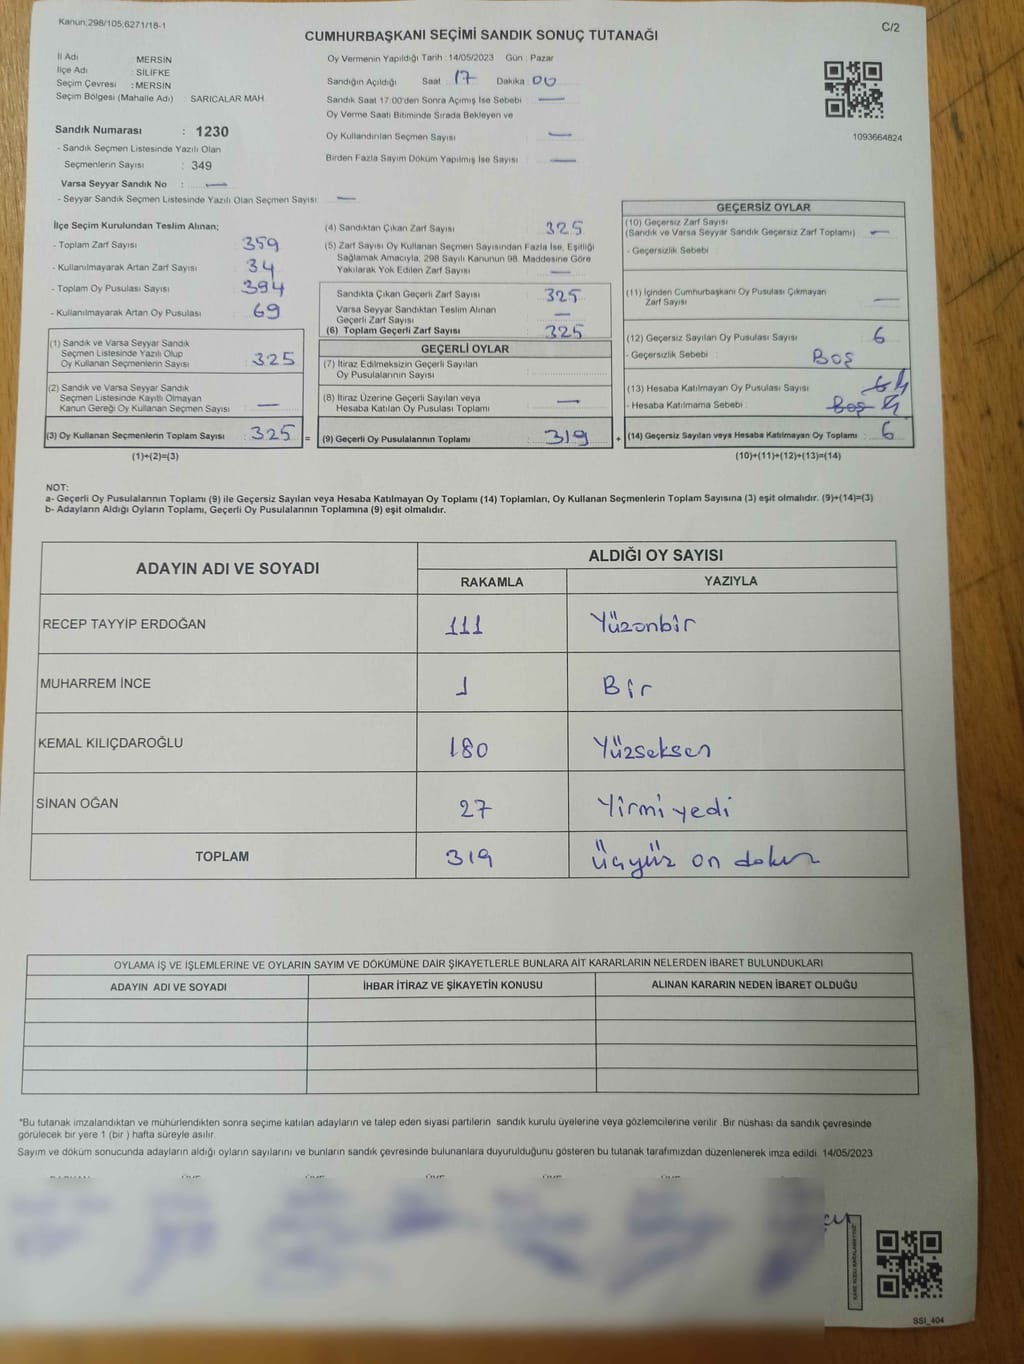 Kanun;298/105;6271/18-1
C/2
CUMHURBAŞKANI SEÇİMİ SANDIK SONUÇ TUTANAĞI
İl Adı : MERSİN
İlçe Adı : SİLİFKE
Seçim Çevresi : MERSİN
Seçim Bölgesi (Mahalle Adı) : SARICALAR MAH
Sandık Numarası : 1230
- Sandık Seçmen Listesinde Yazılı Olan
Seçmenlerin Sayısı : 349
Varsa Seyyar Sandık No : —
- Seyyar Sandık Seçmen Listesinde Yazılı Olan Seçmen Sayısı: —
Oy Vermenin Yapıldığı Tarih :14/05/2023 Gün : Pazar
Sandığın Açıldığı Saat : 17 Dakika : 00
Sandık Saat 17:00'den Sonra Açımış İse Sebebi : —
Oy Verme Saati Bitiminde Sırada Bekleyen ve
Oy Kullandırılan Seçmen Sayısı : —
Birden Fazla Sayım Döküm Yapılmış İse Sayısı : —
1093664824
İlçe Seçim Kurulundan Teslim Alınan;
- Toplam Zarf Sayısı : 359
- Kullanılmayarak Artan Zarf Sayısı : 34
- Toplam Oy Pusulası Sayısı : 394
- Kullanılmayarak Artan Oy Pusulası : 69
(1) Sandık ve Varsa Seyyar Sandık
Seçmen Listesinde Yazılı Olup
Oy Kullanan Seçmenlerin Sayısı : 325
(2) Sandık ve Varsa Seyyar Sandık
Seçmen Listesinde Kayıtlı Olmayan
Kanun Gereği Oy Kullanan Seçmen Sayısı : —
(3) Oy Kullanan Seçmenlerin Toplam Sayısı : 325 =
(1)+(2)=(3)
(4) Sandıktan Çıkan Zarf Sayısı : 325
(5) Zarf Sayısı Oy Kullanan Seçmen Sayısından Fazla İse, Eşitliği
Sağlamak Amacıyla, 298 Sayılı Kanunun 98. Maddesine Göre
Yakılarak Yok Edilen Zarf Sayısı : —
Sandıkta Çıkan Geçerli Zarf Sayısı : 325
Varsa Seyyar Sandıktan Teslim Alınan
Geçerli Zarf Sayısı : —
(6) Toplam Geçerli Zarf Sayısı : 325
GEÇERLİ OYLAR
(7) İtiraz Edilmeksizin Geçerli Sayılan
Oy Pusulalarının Sayısı :
(8) İtiraz Üzerine Geçerli Sayılan veya
Hesaba Katılan Oy Pusulası Toplamı : —
(9) Geçerli Oy Pusulalarının Toplamı : 319 +
GEÇERSİZ OYLAR
(10) Geçersiz Zarf Sayısı
(Sandık ve Varsa Seyyar Sandık Geçersiz Zarf Toplamı) : —
- Geçersizlik Sebebi :
(11) İçinden Cumhurbaşkanı Oy Pusulası Çıkmayan
Zarf Sayısı : —
(12) Geçersiz Sayılan Oy Pusulası Sayısı : 6
- Geçersizlik Sebebi : Boş
(13) Hesaba Katılmayan Oy Pusulası Sayısı : 6
- Hesaba Katılmama Sebebi : Boş
(14) Geçersiz Sayılan veya Hesaba Katılmayan Oy Toplamı : 6
(10)+(11)+(12)+(13)=(14)
NOT:
a- Geçerli Oy Pusulalarının Toplamı (9) ile Geçersiz Sayılan veya Hesaba Katılmayan Oy Toplamı (14) Toplamları, Oy Kullanan Seçmenlerin Toplam Sayısına (3) eşit olmalıdır. (9)+(14)=(3)
b- Adayların Aldığı Oyların Toplamı, Geçerli Oy Pusulalarının Toplamına (9) eşit olmalıdır.
ADAYIN ADI VE SOYADI
ALDIĞI OY SAYISI
RAKAMLA YAZIYLA
RECEP TAYYİP ERDOĞAN 111 Yüzonbir
MUHARREM İNCE 1 Bir
KEMAL KILIÇDAROĞLU 180 Yüzseksen
SİNAN OĞAN 27 Yirmi yedi
TOPLAM 319 Üçyüz on dokuz
OYLAMA İŞ VE İŞLEMLERİNE VE OYLARIN SAYIM VE DÖKÜMÜNE DAİR ŞİKAYETLERLE BUNLARA AİT KARARLARIN NELERDEN İBARET BULUNDUKLARI
ADAYIN ADI VE SOYADI İHBAR İTİRAZ VE ŞİKAYETİN KONUSU ALINAN KARARIN NEDEN İBARET OLDUĞU
*Bu tutanak imzalandıktan ve mühürlendikten sonra seçime katılan adayların ve talep eden siyasi partilerin sandık kurulu üyelerine veya gözlemcilerine verilir .Bir nüshası da sandık çevresinde
görülecek bir yere 1 (bir ) hafta süreyle asılır.
Sayım ve döküm sonucunda adayların aldığı oyların sayılarını ve bunların sandık çevresinde bulunanlara duyurulduğunu gösteren bu tutanak tarafımızdan düzenlenerek imza edildi. 14/05/2023
SSI_404